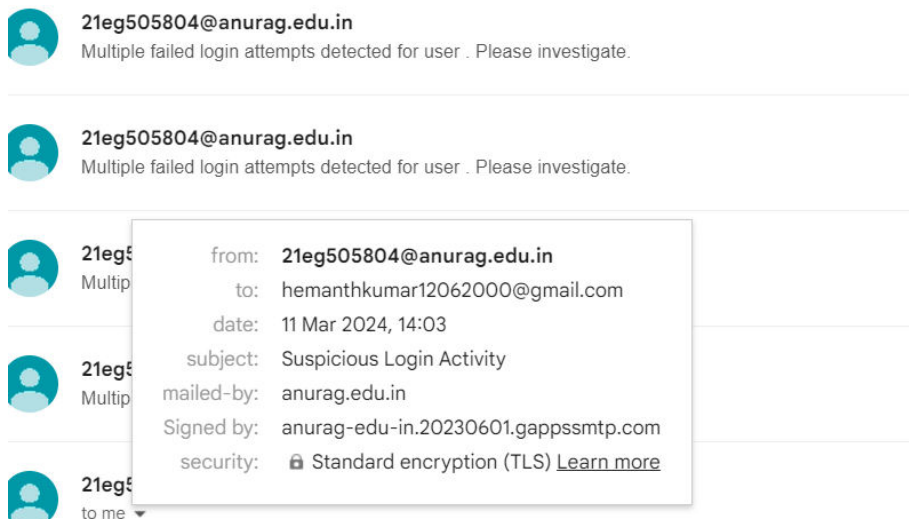 21eg505804@anurag.edu.in
Multiple failed login attempts detected for user . Please investigate.
21eg505804@anurag.edu.in
Multiple failed login attempts detected for user . Please investigate.
21eg5
Multip
from: 21eg505804@anurag.edu.in
to: hemanthkumar12062000@gmail.com
date: 11 Mar 2024, 14:03
subject: Suspicious Login Activity
mailed-by: anurag.edu.in
Signed by: anurag-edu-in.20230601.gappssmtp.com
security: Standard encryption (TLS) Learn more
21eg5
Multip
21eg5
to me